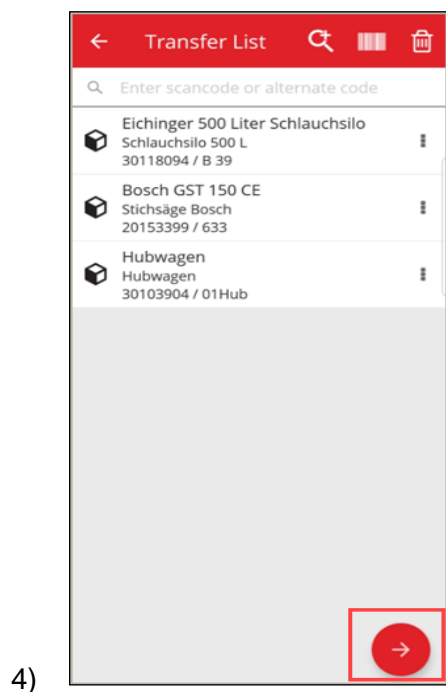 Transfer List
Enter scancode or alternate code
Eichinger 500 Liter Schlauchsilo
Schlauchsilo 500 L
30118094 / B 39
Bosch GST 150 CE
Stichsäge Bosch
20153399 / 633
Hubwagen
Hubwagen
30103904 / 01Hub
4)